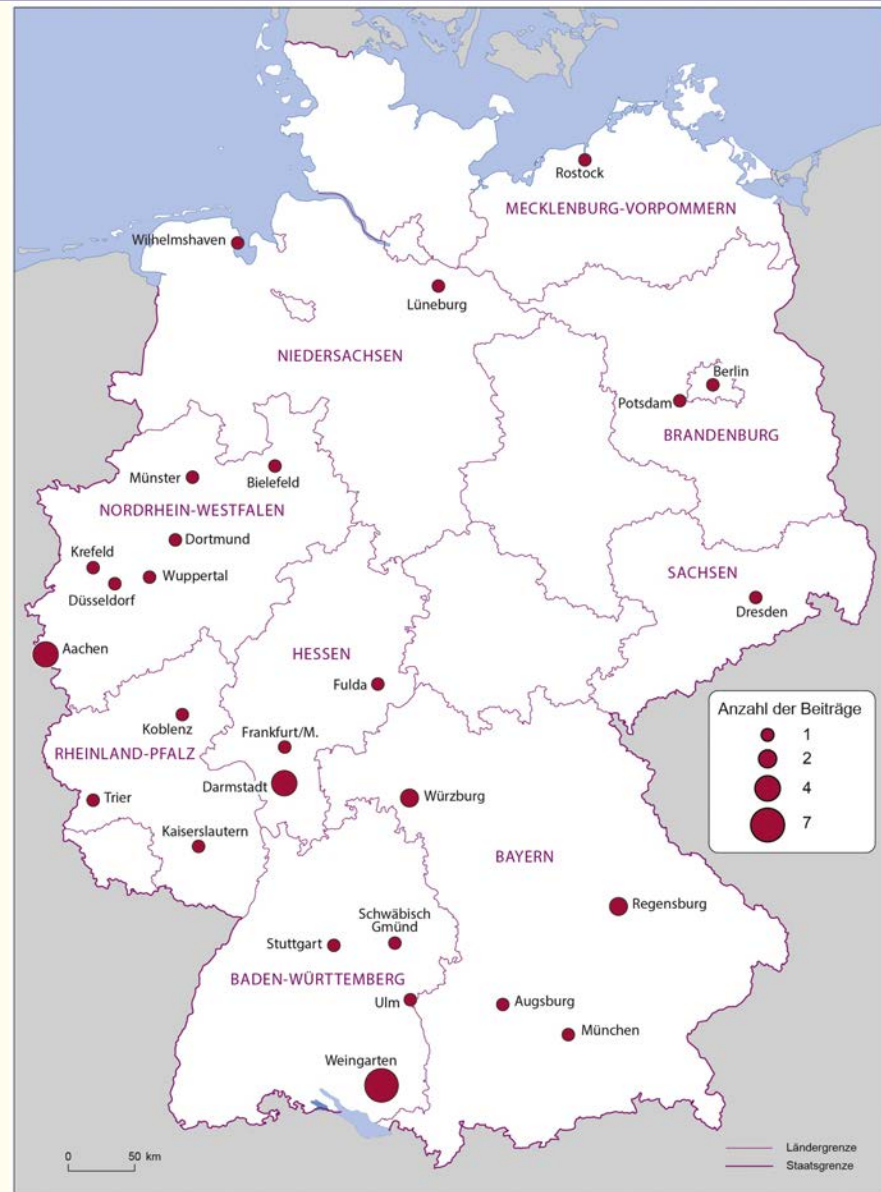 Rostock
MECKLENBURG-VORPOMMERN
Wilhelmshaven
Lüneburg
NIEDERSACHSEN
Berlin
Potsdam
BRANDENBURG
Münster
Bielefeld
NORDRHEIN-WESTFALEN
Dortmund
Krefeld
Wuppertal
Düsseldorf
SACHSEN
Dresden
Aachen
HESSEN
Fulda
Koblenz
Frankfurt/M.
RHEINLAND-PFALZ
Darmstadt
Trier
Würzburg
Kaiserslautern
Anzahl der Beiträge
1
2
4
7
BAYERN
Regensburg
Schwäbisch
Gmünd
Stuttgart
BADEN-WÜRTTEMBERG
Ulm
Augsburg
München
Weingarten
0 50 km
Ländergrenze
Staatsgrenze